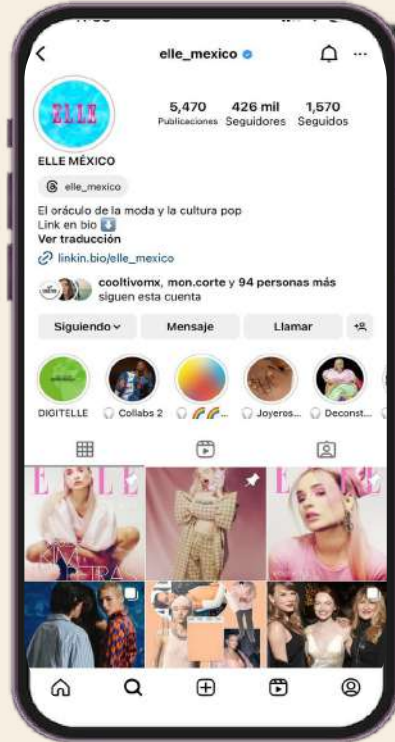 elle_mexico
ELLE
5,470 426 mil 1,570
Publicaciones Seguidores Seguidos
ELLE MÉXICO
elle_mexico
El oráculo de la moda y la cultura pop
Link en bio
Ver traducción
linkin.bio/elle_mexico
cooltivomx, mon.corte y 94 personas más
siguen esta cuenta
Siguiendo Mensaje Llamar
DIGITELLE Collabs 2 ... Joyeros... Deconst...